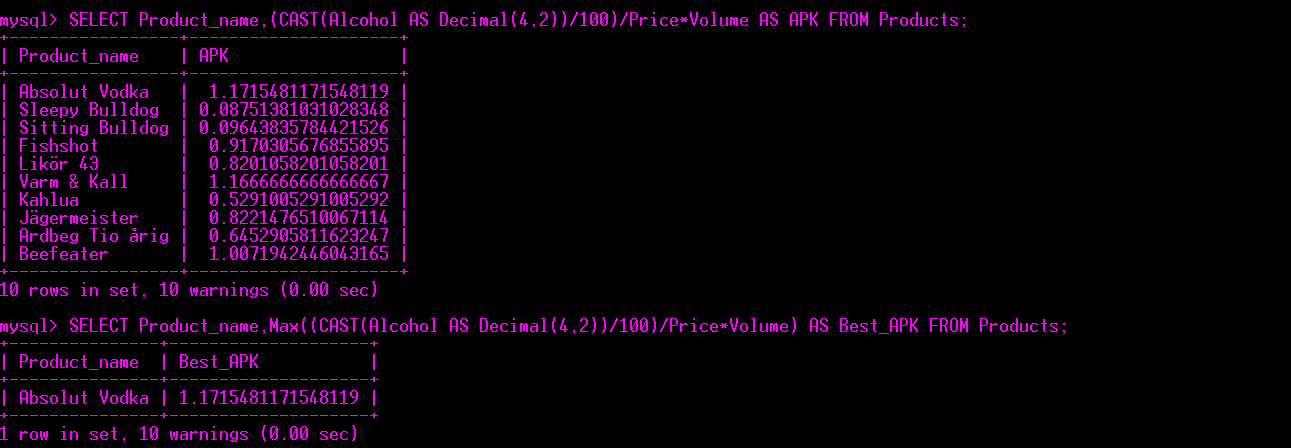 mysql> SELECT Product_name,(CAST(Alcohol AS Decimal(4,2))/100)/Price*Volume AS APK FROM Products;
+-----------------+---------------------+
| Product_name    | APK                 |
+-----------------+---------------------+
| Absolut Vodka   |  1.1715481171548119 |
| Sleepy Bulldog  | 0.08751381031028348 |
| Sitting Bulldog | 0.09643835784421526 |
| Fishshot        |  0.9170305676855895 |
| Likör 43        |  0.8201058201058201 |
| Varm & Kall     |  1.1666666666666667 |
| Kahlua          |  0.5291005291005292 |
| Jägermeister    |  0.8221476510067114 |
| Ardbeg Tio årig |  0.6452905811623247 |
| Beefeater       |  1.0071942446043165 |
+-----------------+---------------------+
10 rows in set, 10 warnings (0.00 sec)
mysql> SELECT Product_name,Max((CAST(Alcohol AS Decimal(4,2))/100)/Price*Volume) AS Best_APK FROM Products;
+---------------+--------------------+
| Product_name  | Best_APK           |
+---------------+--------------------+
| Absolut Vodka | 1.1715481171548119 |
+---------------+--------------------+
1 row in set, 10 warnings (0.00 sec)